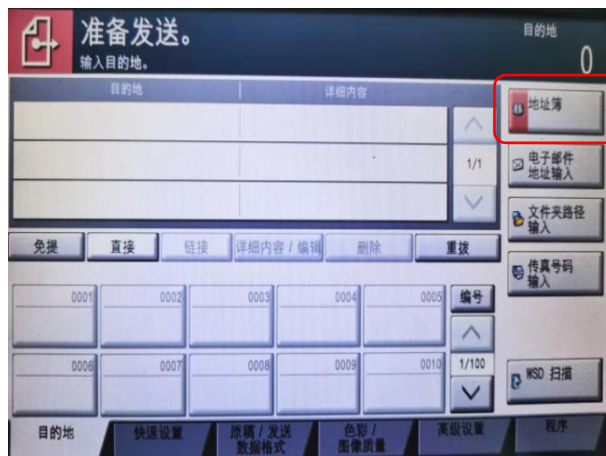 准备发送。
输入目的地。
目的地
0
目的地
详细内容
1/1
地址簿
电子邮件
地址输入
文件夹路径
输入
传真号码
输入
WSD 扫描
免提
直接
链接
详细内容 / 编辑
删除
重拨
0001
0002
0003
0004
0005
编号
0006
0007
0008
0009
0010
1/100
目的地
快速设置
原稿 / 发送
数据格式
色彩 /
图像质量
高级设置
程序